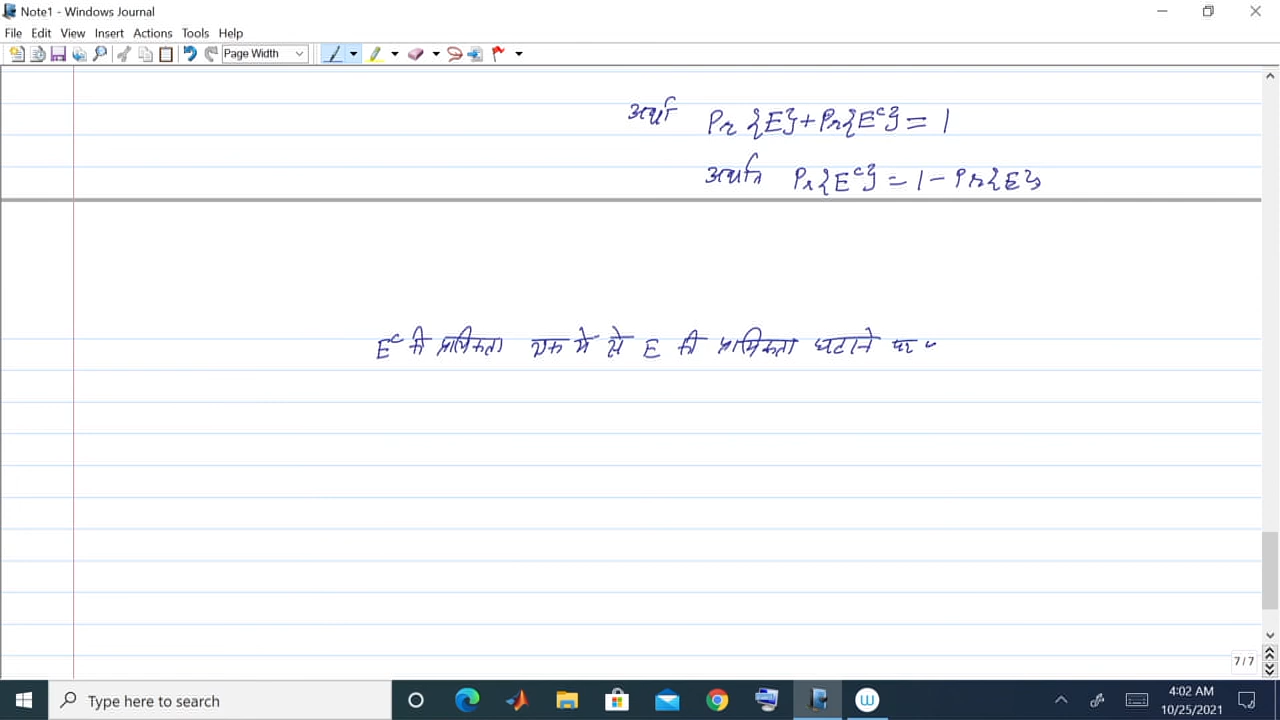 Note1 - Windows Journal
File Edit View Insert Actions Tools Help
Page Width
अर्थात Pr{E}+Pr{Eᶜ} = 1
अर्थात Pr{Eᶜ} = 1 - Pr{E}
Eᶜ की प्रायिकता एक में से E की प्रायिकता घटाने पर
7 / 7
Type here to search
4:02 AM
10/25/2021